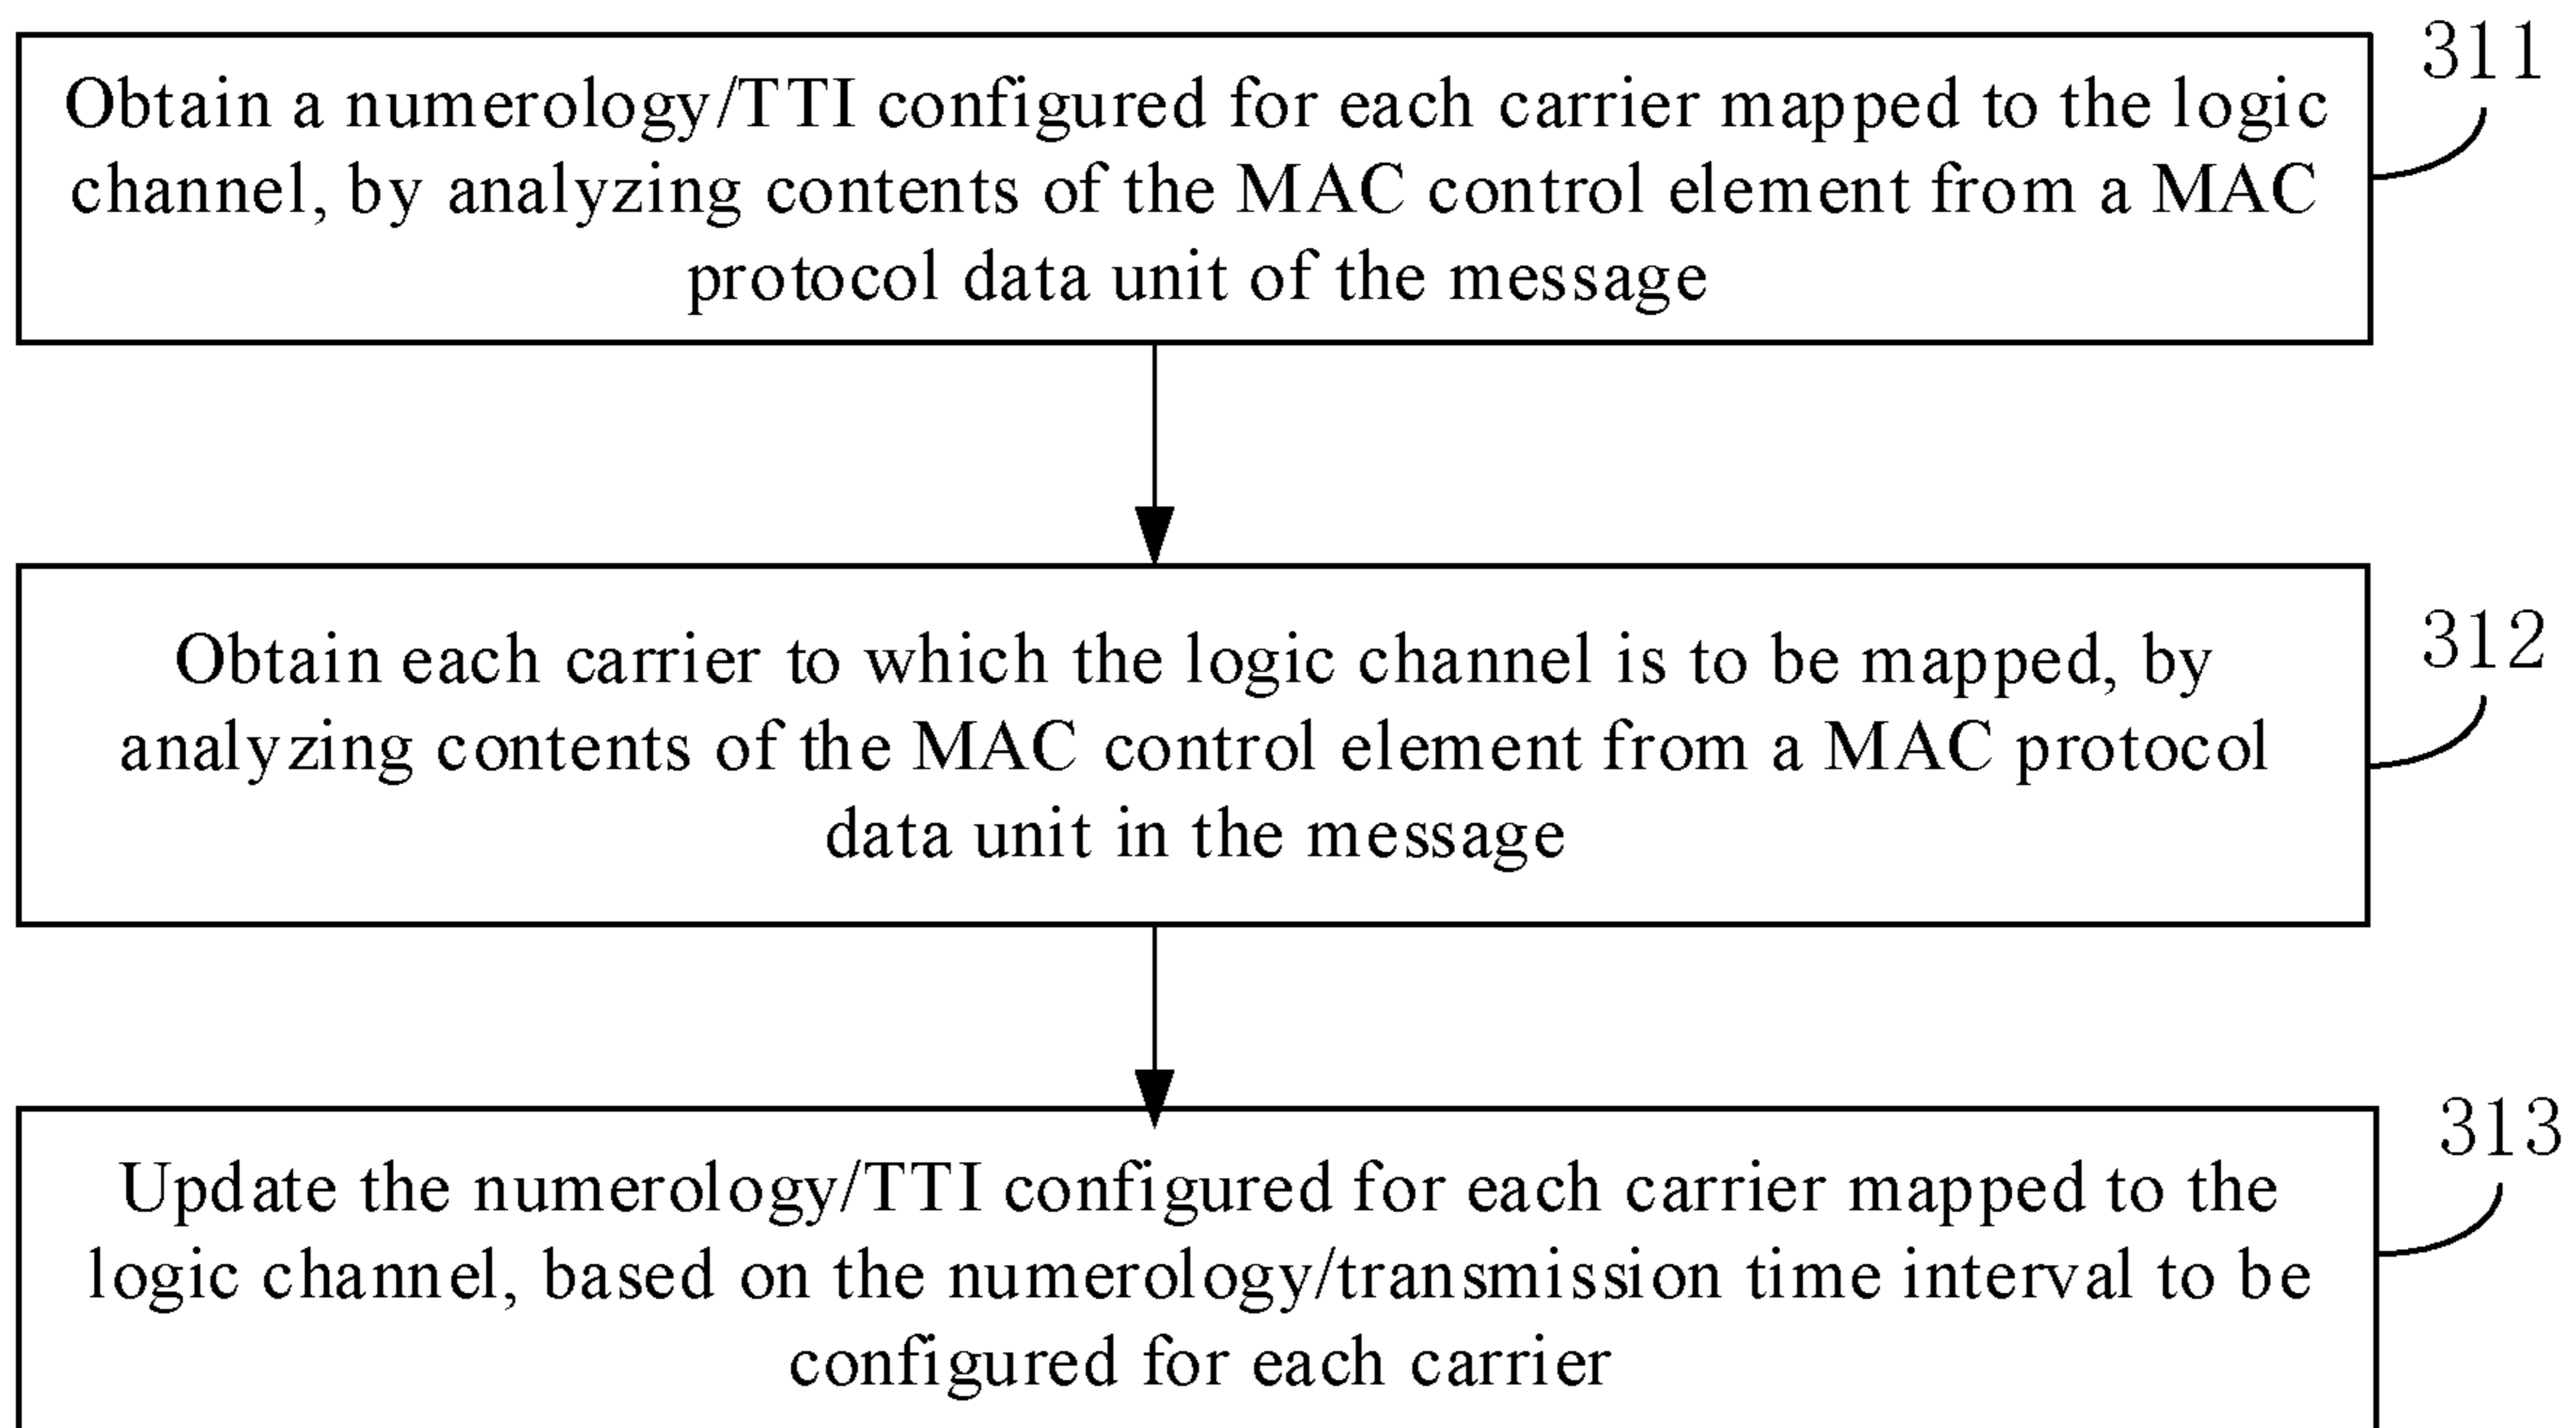 311
Obtain a numerology/TTI configured for each carrier mapped to the logic
channel, by analyzing contents of the MAC control element from a MAC
protocol data unit of the message
312
Obtain each carrier to which the logic channel is to be mapped, by
analyzing contents of the MAC control element from a MAC protocol
data unit in the message
313
Update the numerology/TTI configured for each carrier mapped to the
logic channel, based on the numerology/transmission time interval to be
configured for each carrier